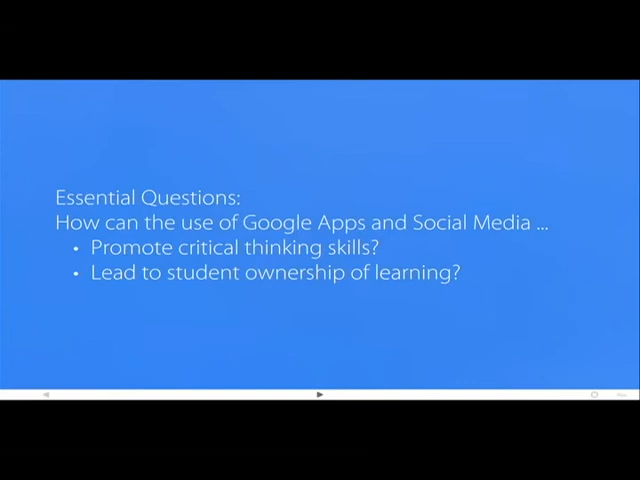 Essential Questions:
How can the use of Google Apps and Social Media ...
• Promote critical thinking skills?
• Lead to student ownership of learning?